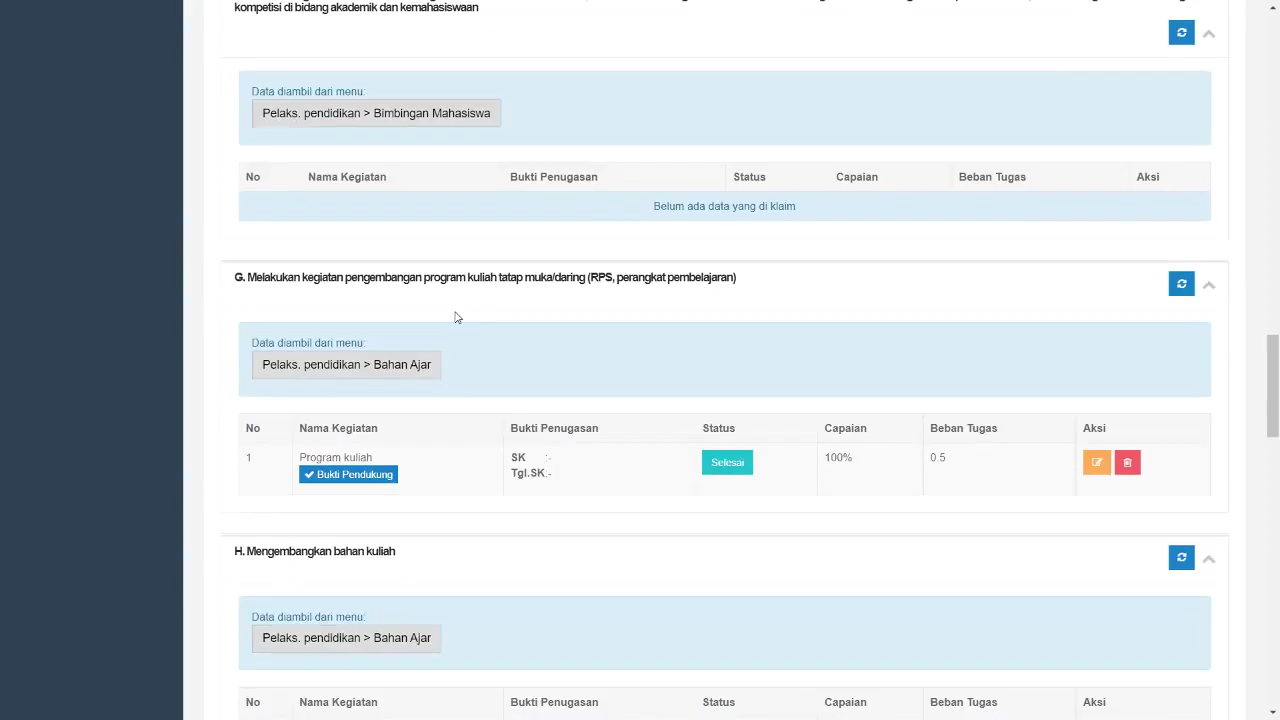 kompetisi di bidang akademik dan kemahasiswaan
Data diambil dari menu:
Pelaks. pendidikan > Bimbingan Mahasiswa
No Nama Kegiatan Bukti Penugasan Status Capaian Beban Tugas Aksi
Belum ada data yang di klaim
G. Melakukan kegiatan pengembangan program kuliah tatap muka/daring (RPS, perangkat pembelajaran)
Data diambil dari menu:
Pelaks. pendidikan > Bahan Ajar
No Nama Kegiatan Bukti Penugasan Status Capaian Beban Tugas Aksi
1 Program kuliah SK :- Selesai 100% 0.5
Bukti Pendukung Tgl.SK:-
H. Mengembangkan bahan kuliah
Data diambil dari menu:
Pelaks. pendidikan > Bahan Ajar
No Nama Kegiatan Bukti Penugasan Status Capaian Beban Tugas Aksi